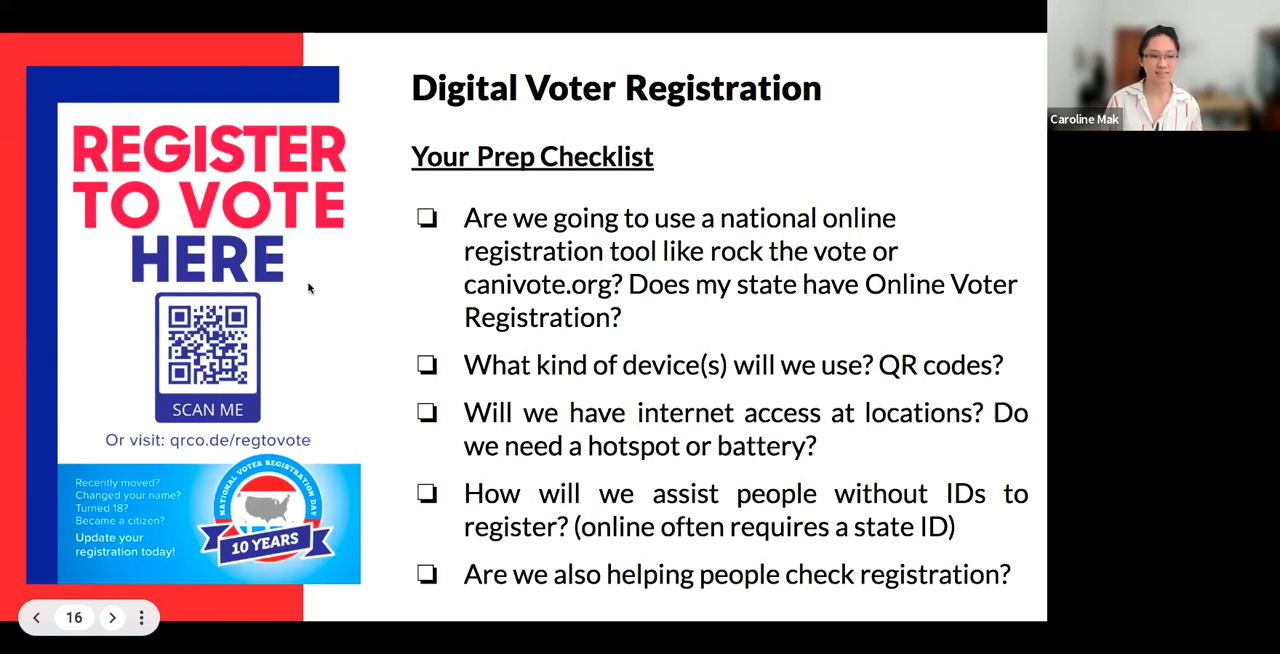 REGISTER
TO VOTE
HERE
SCAN ME
Or visit: qrco.de/regtovote
Recently moved?
Changed your name?
Turned 18?
Became a citizen?
Update your
registration today!
NATIONAL VOTER REGISTRATION DAY
10 YEARS
16
Digital Voter Registration
Your Prep Checklist
Are we going to use a national online
registration tool like rock the vote or
canivote.org? Does my state have Online Voter
Registration?
What kind of device(s) will we use? QR codes?
Will we have internet access at locations? Do
we need a hotspot or battery?
How will we assist people without IDs to
register? (online often requires a state ID)
Are we also helping people check registration?
Caroline Mak